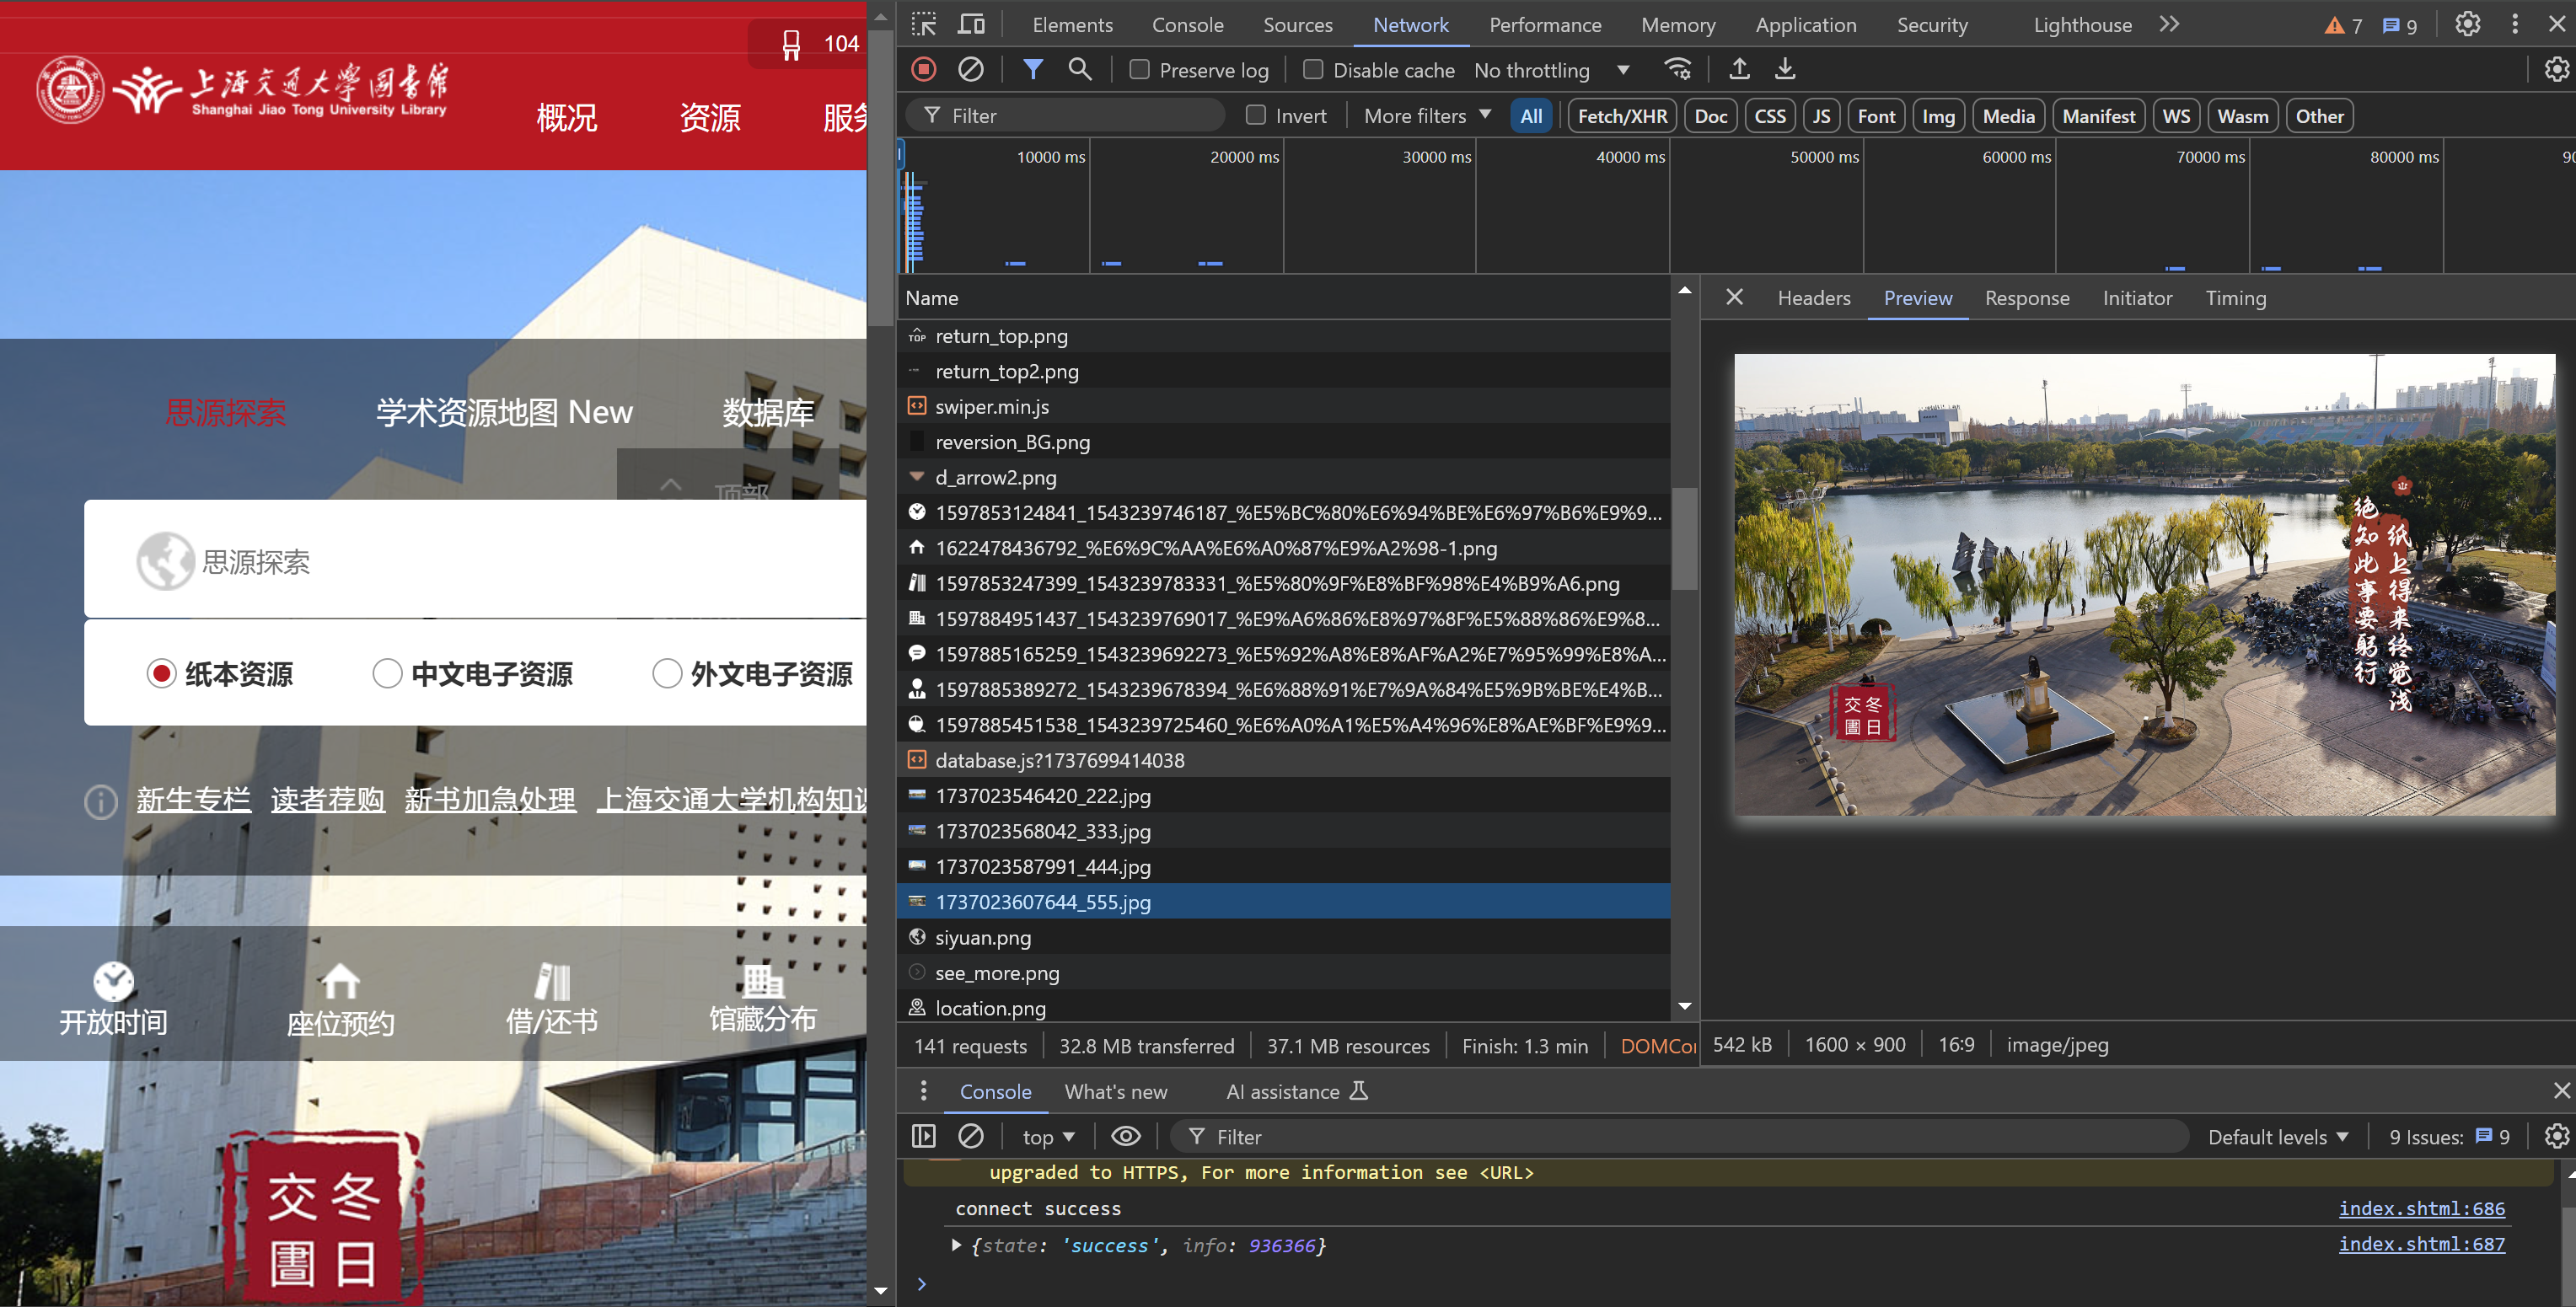 104
上海交通大学图书馆
Shanghai Jiao Tong University Library
概况 资源 服务
思源探索 学术资源地图 New 数据库
顶部
思源探索
纸本资源 中文电子资源 外文电子资源
新生专栏 读者荐购 新书加急处理 上海交通大学机构知识
开放时间 座位预约 借/还书 馆藏分布
交 冬
圕 日
Elements Console Sources Network Performance Memory Application Security Lighthouse 7 9
Preserve log Disable cache No throttling
Filter Invert More filters All Fetch/XHR Doc CSS JS Font Img Media Manifest WS Wasm Other
10000 ms 20000 ms 30000 ms 40000 ms 50000 ms 60000 ms 70000 ms 80000 ms 90
Name
TOP return_top.png
return_top2.png
swiper.min.js
reversion_BG.png
d_arrow2.png
1597853124841_1543239746187_%E5%BC%80%E6%94%BE%E6%97%B6%E9%9...
1622478436792_%E6%9C%AA%E6%A0%87%E9%A2%98-1.png
1597853247399_1543239783331_%E5%80%9F%E8%BF%98%E4%B9%A6.png
1597884951437_1543239769017_%E9%A6%86%E8%97%8F%E5%88%86%E9%8...
1597885165259_1543239692273_%E5%92%A8%E8%AF%A2%E7%95%99%E8%A...
1597885389272_1543239678394_%E6%88%91%E7%9A%84%E5%9B%BE%E4%B...
1597885451538_1543239725460_%E6%A0%A1%E5%A4%96%E8%AE%BF%E9%9...
database.js?1737699414038
1737023546420_222.jpg
1737023568042_333.jpg
1737023587991_444.jpg
1737023607644_555.jpg
siyuan.png
see_more.png
location.png
141 requests 32.8 MB transferred 37.1 MB resources Finish: 1.3 min DOMCo
Headers Preview Response Initiator Timing
纸上得来终觉浅
绝知此事要躬行
交 冬
圕 日
542 kB 1600 × 900 16:9 image/jpeg
Console What's new AI assistance
top Filter Default levels 9 Issues: 9
upgraded to HTTPS, For more information see <URL>
connect success index.shtml:686
{state: 'success', info: 936366} index.shtml:687